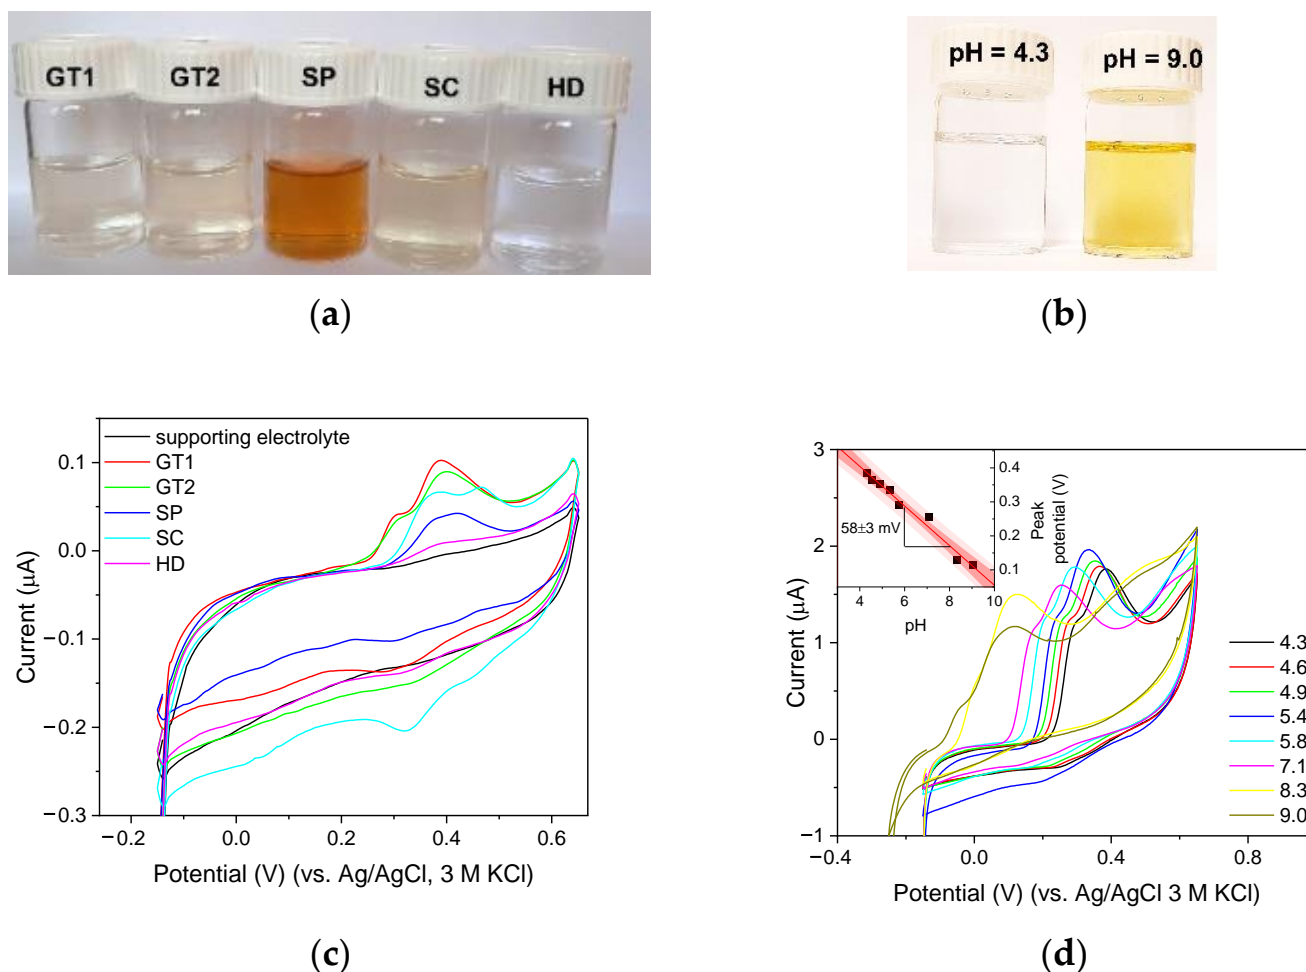 GT1 GT2 SP SC HD
pH = 4.3 pH = 9.0
(a)
(b)
0.1
0.0
−0.1
−0.2
−0.3
Current (μA)
supporting electrolyte
GT1
GT2
SP
SC
HD
−0.2 0.0 0.2 0.4 0.6
Potential (V) (vs. Ag/AgCl, 3 M KCl)
(c)
3
2
1
0
−1
Current (μA)
0.4
0.3
0.2
0.1
Peak
potential (V)
58±3 mV
4 6 8 10
pH
4.3
4.6
4.9
5.4
5.8
7.1
8.3
9.0
−0.4 0.0 0.4 0.8
Potential (V) (vs. Ag/AgCl 3 M KCl)
(d)